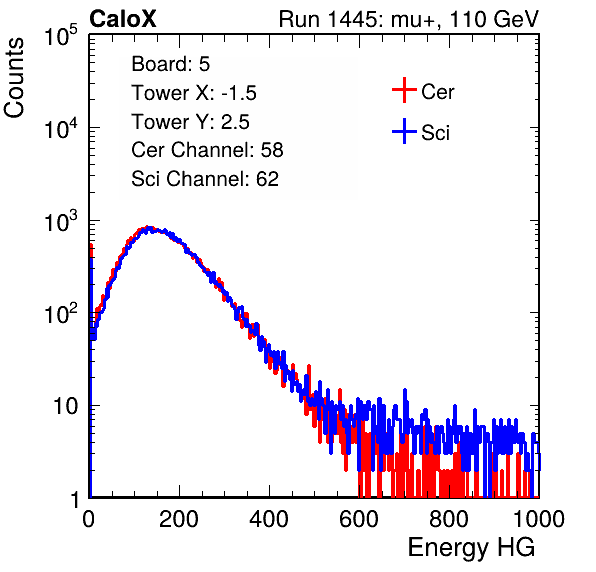 CaloX Run 1445: mu+, 110 GeV
Counts
Board: 5
Tower X: -1.5
Tower Y: 2.5
Cer Channel: 58
Sci Channel: 62
Cer
Sci
10^5
10^4
10^3
10^2
10
1
0 200 400 600 800 1000
Energy HG